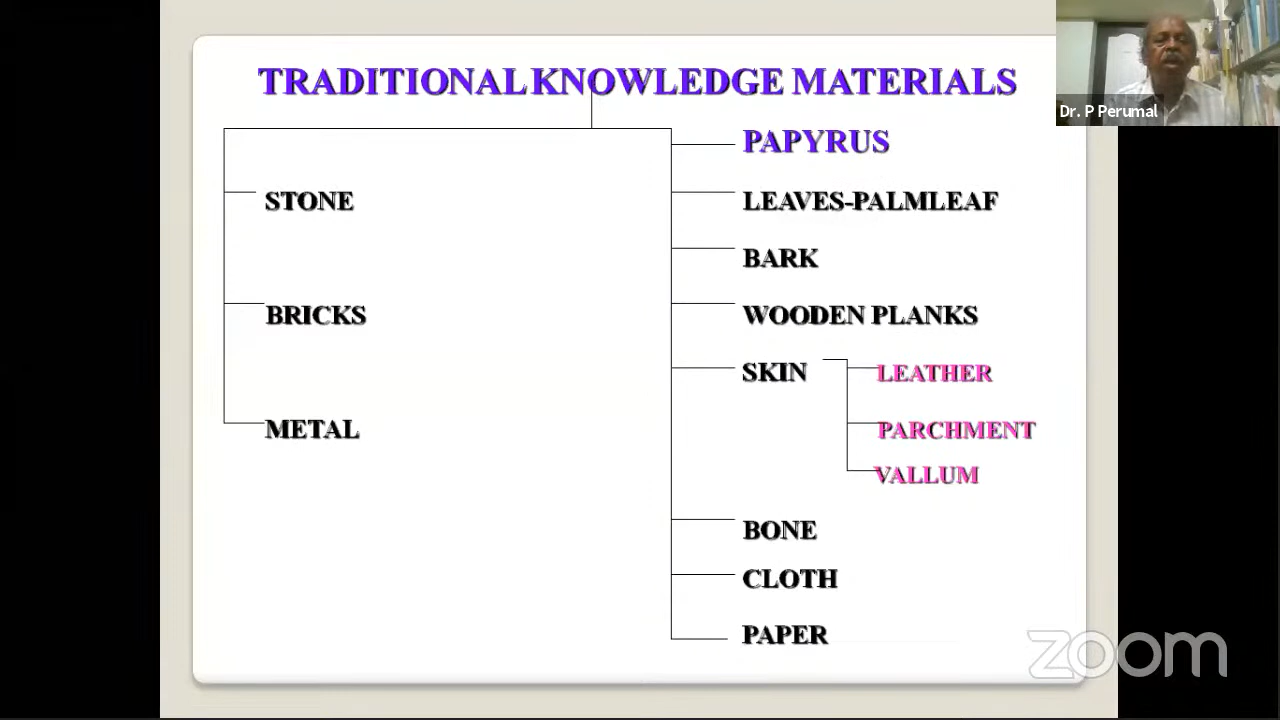 TRADITIONAL KNOWLEDGE MATERIALS
Dr. P Perumal
STONE
BRICKS
METAL
PAPYRUS
LEAVES-PALMLEAF
BARK
WOODEN PLANKS
SKIN
LEATHER
PARCHMENT
VALLUM
BONE
CLOTH
PAPER
zoom